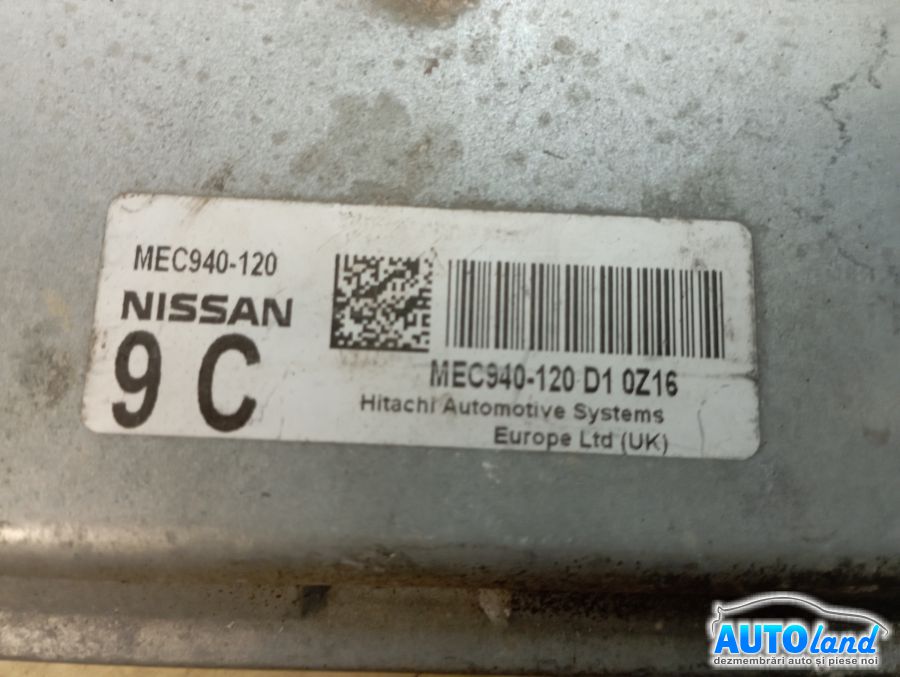 MEC940-120
NISSAN
9 C
MEC940-120 D1 0Z16
Hitachi Automotive Systems
Europe Ltd (UK)
AUTOland
dezmembrări auto și piese noi